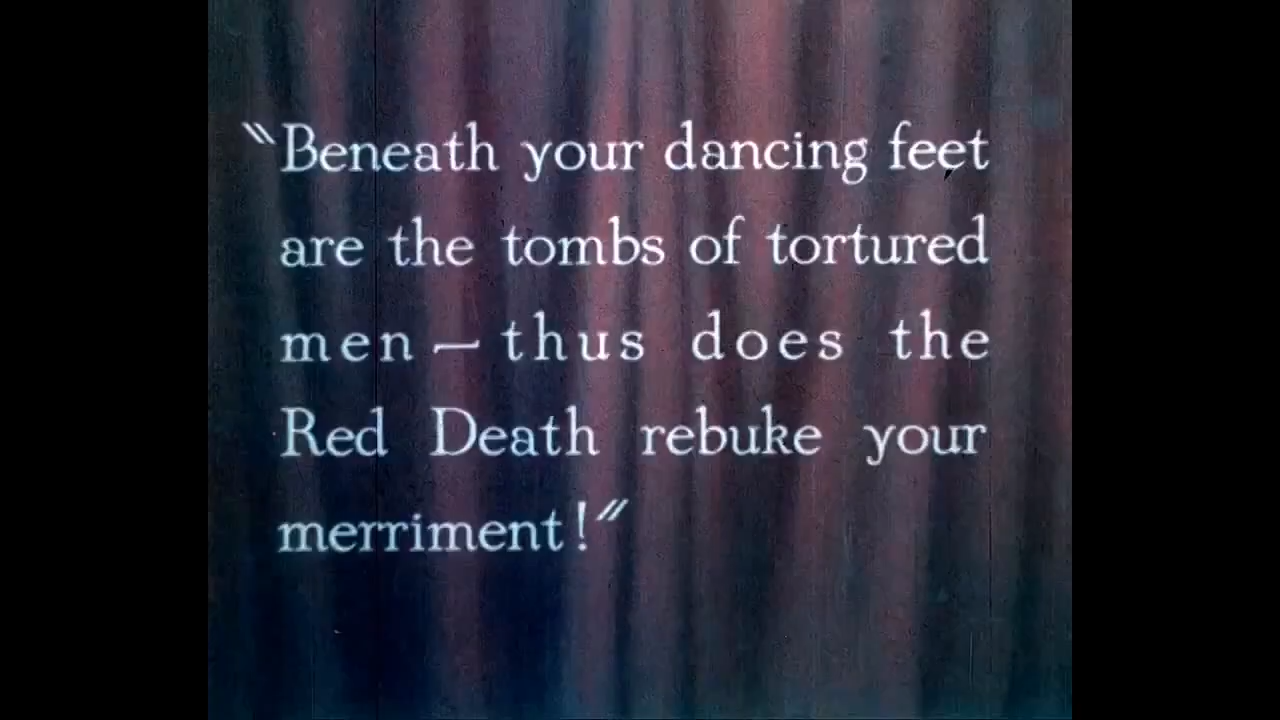 "Beneath your dancing feet
are the tombs of tortured
men — thus does the
Red Death rebuke your
merriment!"